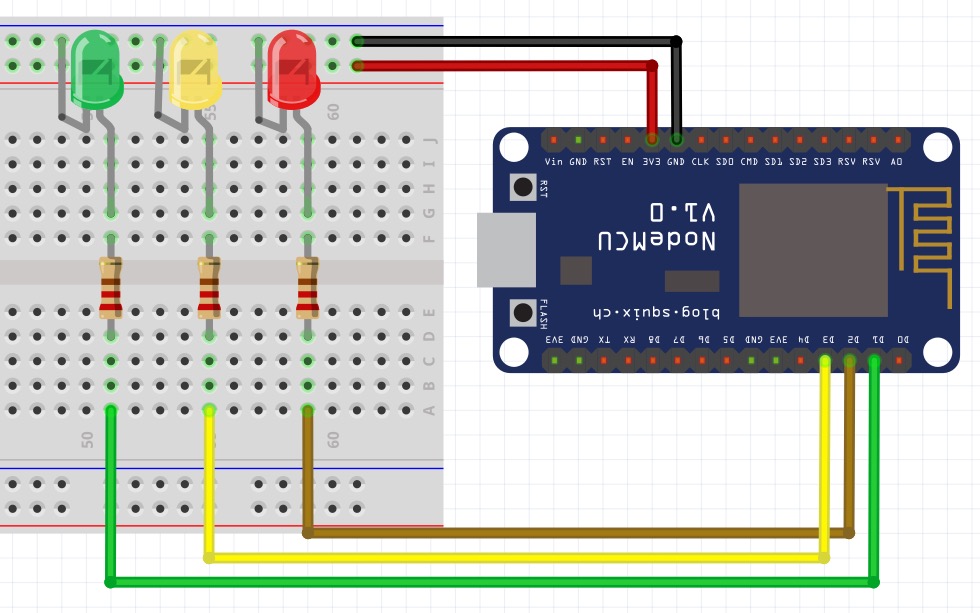 55 60
J
I
H
G
F
E
D
C
B
A
50 60
Vin GND RST EN 3V3 GND CLK SD0 CMD SD1 SD2 SD3 RSV RSV A0
RST
NodeMCU
V1.0
FLASH
blog.squix.ch
3V3 GND TX RX D8 D7 D6 D5 GND 3V3 D4 D3 D2 D1 D0